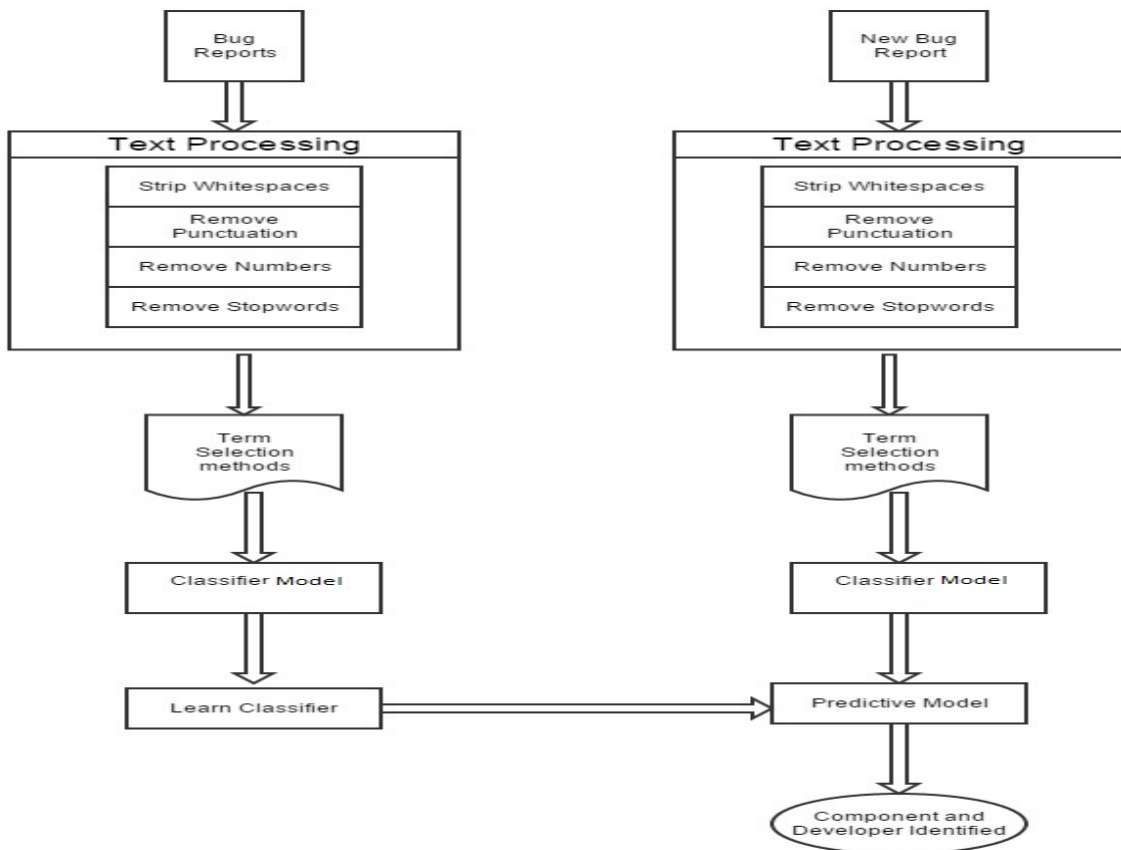 Bug
Reports
Text Processing
Strip Whitespaces
Remove
Punctuation
Remove Numbers
Remove Stopwords
Term
Selection
methods
Classifier Model
Learn Classifier
New Bug
Report
Text Processing
Strip Whitespaces
Remove
Punctuation
Remove Numbers
Remove Stopwords
Term
Selection
methods
Classifier Model
Predictive Model
Component and
Developer Identified